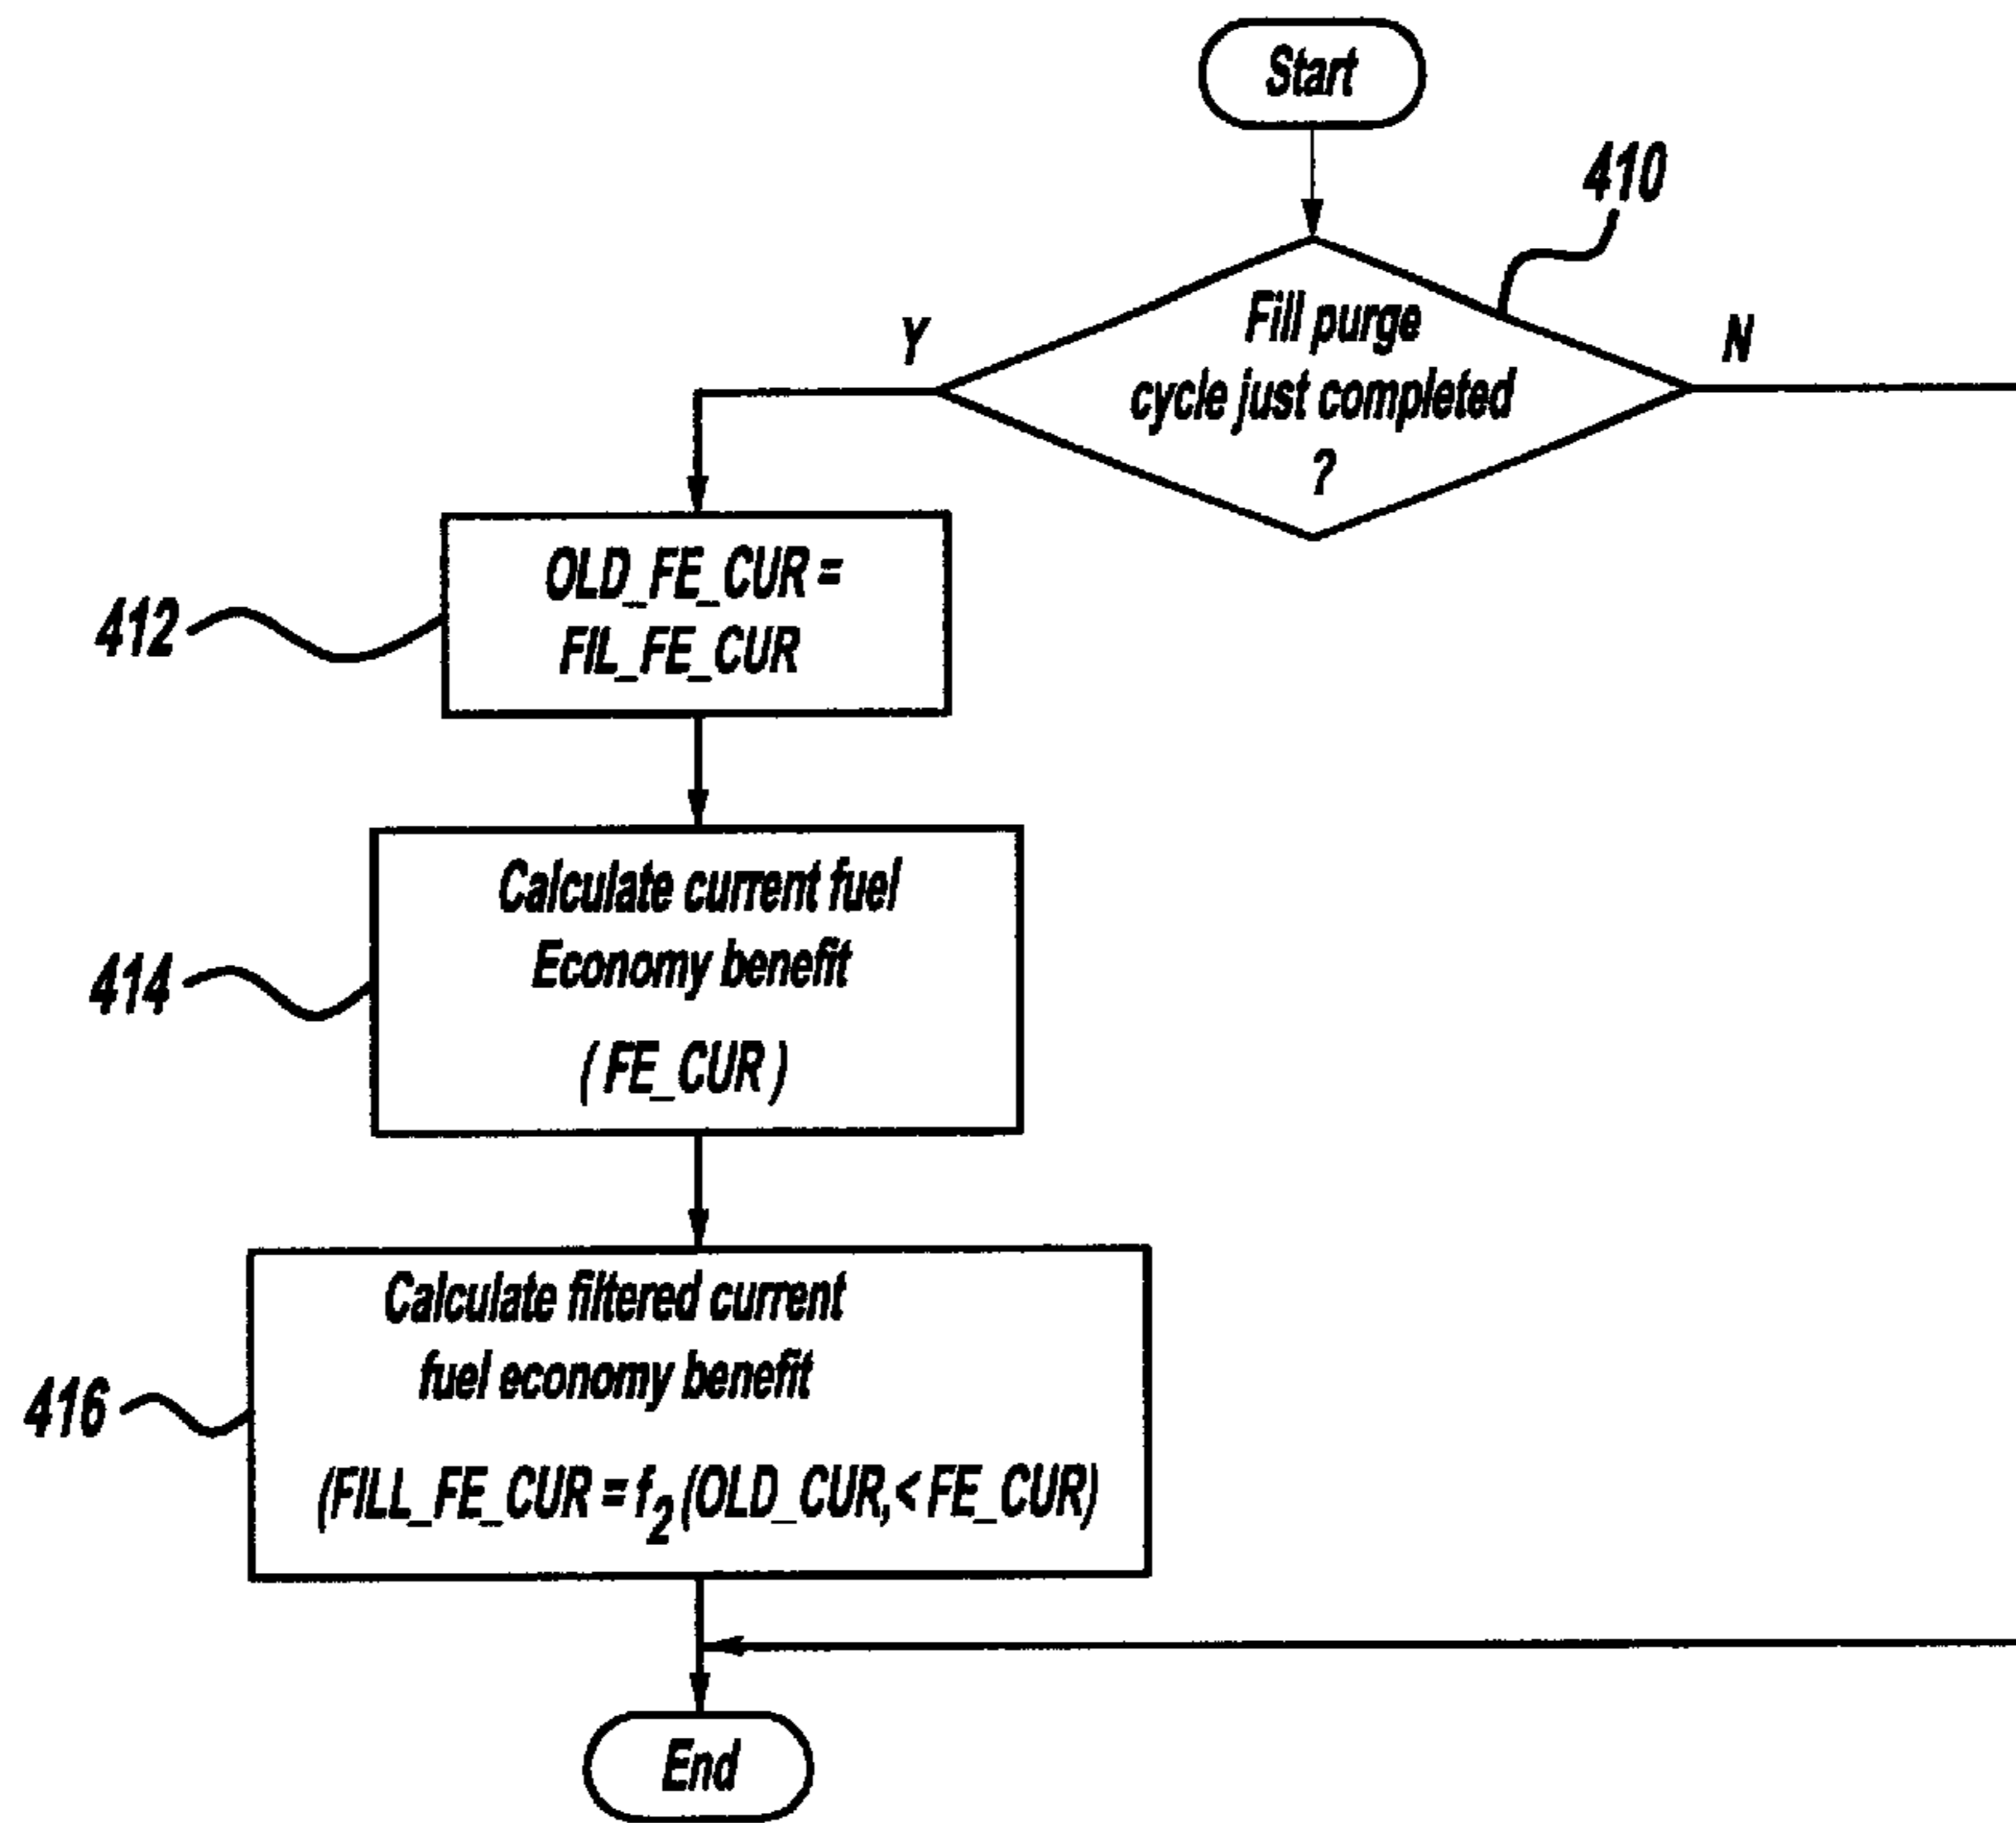 Start
410
Fill purge
cycle just completed
?
Y
N
OLD_FE_CUR =
FIL_FE_CUR
412
Calculate current fuel
Economy benefit
( FE_CUR )
414
Calculate filtered current
fuel economy benefit
(FILL_FE_CUR = f2 (OLD_CUR,< FE_CUR)
416
End